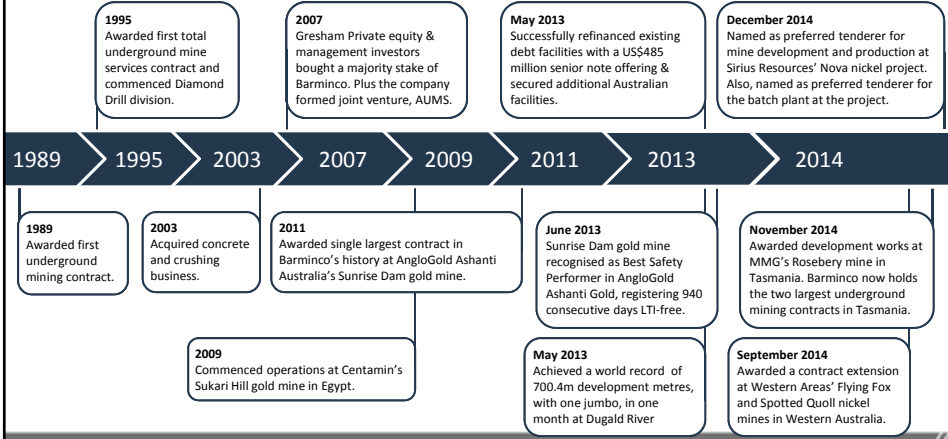 1995
Awarded first total
underground mine
services contract and
commenced Diamond
Drill division.
2007
Gresham Private equity &
management investors
bought a majority stake of
Barminco. Plus the company
formed joint venture, AUMS.
May 2013
Successfully refinanced existing
debt facilities with a US$485
million senior note offering &
secured additional Australian
facilities.
December 2014
Named as preferred tenderer for
mine development and production at
Sirius Resources' Nova nickel project.
Also, named as preferred tenderer for
the batch plant at the project.
1989 1995 2003 2007 2009 2011 2013 2014
1989
Awarded first
underground
mining contract.
2003
Acquired concrete
and crushing
business.
2011
Awarded single largest contract in
Barminco's history at AngloGold Ashanti
Australia's Sunrise Dam gold mine.
June 2013
Sunrise Dam gold mine
recognised as Best Safety
Performer in AngloGold
Ashanti Gold, registering 940
consecutive days LTI-free.
November 2014
Awarded development works at
MMG's Rosebery mine in
Tasmania. Barminco now holds
the two largest underground
mining contracts in Tasmania.
2009
Commenced operations at Centamin's
Sukari Hill gold mine in Egypt.
May 2013
Achieved a world record of
700.4m development metres,
with one jumbo, in one
month at Dugald River
September 2014
Awarded a contract extension
at Western Areas' Flying Fox
and Spotted Quoll nickel
mines in Western Australia.